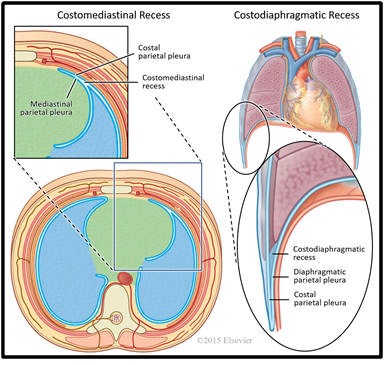 Costomediastinal Recess
Costodiaphragmatic Recess
Costal
parietal pleura
Costomediastinal
recess
Mediastinal
parietal pleura
Costodiaphragmatic
recess
Diaphragmatic
parietal pleura
Costal
parietal pleura
©2015 Elsevier